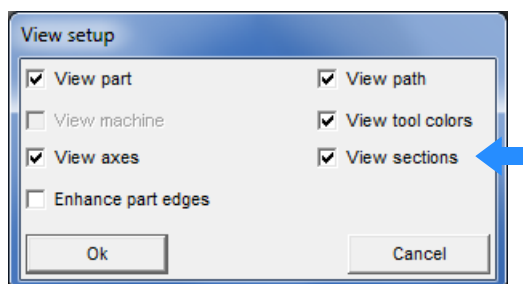 View setup
View part
View path
View machine
View tool colors
View axes
View sections
Enhance part edges
Ok
Cancel